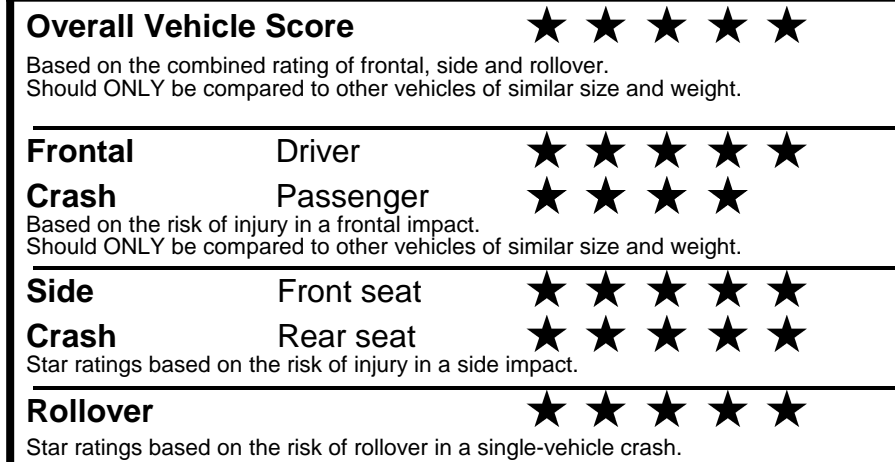 Overall Vehicle Score ★ ★ ★ ★ ★
Based on the combined rating of frontal, side and rollover.
Should ONLY be compared to other vehicles of similar size and weight.
Frontal Driver ★ ★ ★ ★ ★
Crash Passenger ★ ★ ★ ★
Based on the risk of injury in a frontal impact.
Should ONLY be compared to other vehicles of similar size and weight.
Side Front seat ★ ★ ★ ★ ★
Crash Rear seat ★ ★ ★ ★ ★
Star ratings based on the risk of injury in a side impact.
Rollover ★ ★ ★ ★ ★
Star ratings based on the risk of rollover in a single-vehicle crash.